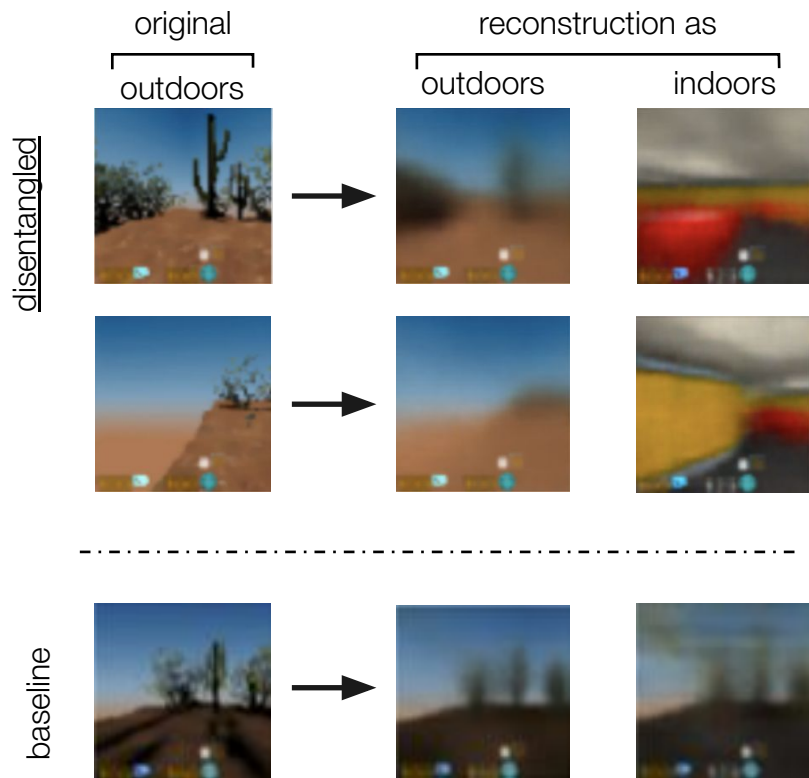 original
reconstruction as
outdoors
outdoors
indoors
disentangled
baseline